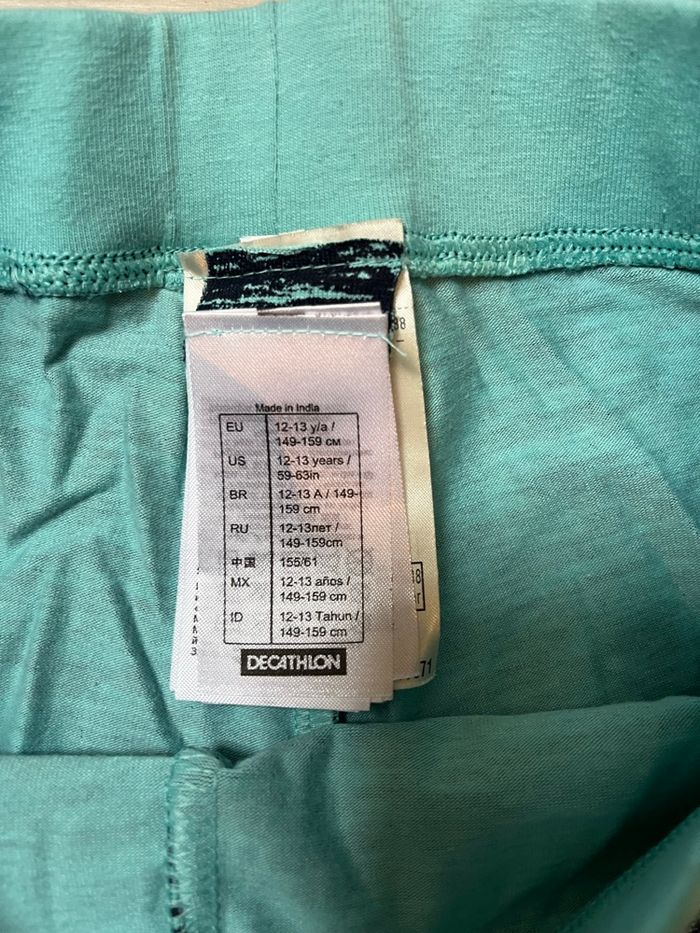 Made in India
EU 12-13 y/a /
149-159 см
US 12-13 years /
59-63in
BR 12-13 A / 149-
159 cm
RU 12-13лет /
149-159cm
中国 155/61
MX 12-13 años /
149-159 cm
ID 12-13 Tahun /
149-159 cm
DECATHLON